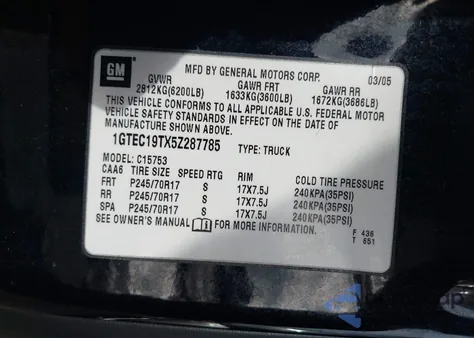 GM
MFD BY GENERAL MOTORS CORP. 03/05
GVWR GAWR FRT GAWR RR
2812KG(6200LB) 1633KG(3600LB) 1672KG(3686LB)
THIS VEHICLE CONFORMS TO ALL APPLICABLE U.S. FEDERAL MOTOR
VEHICLE SAFETY STANDARDS IN EFFECT ON THE DATE OF
MANUFACTURE SHOWN ABOVE.
1GTEC19TX5Z287785 TYPE: TRUCK
MODEL: C15753
CAA6 TIRE SIZE SPEED RTG RIM COLD TIRE PRESSURE
FRT P245/70R17 S 17X7.5J 240KPA(35PSI)
RR P245/70R17 S 17X7.5J 240KPA(35PSI)
SPA P245/70R17 S 17X7.5J 240KPA(35PSI)
SEE OWNER'S MANUAL FOR MORE INFORMATION.
F 436
T 651